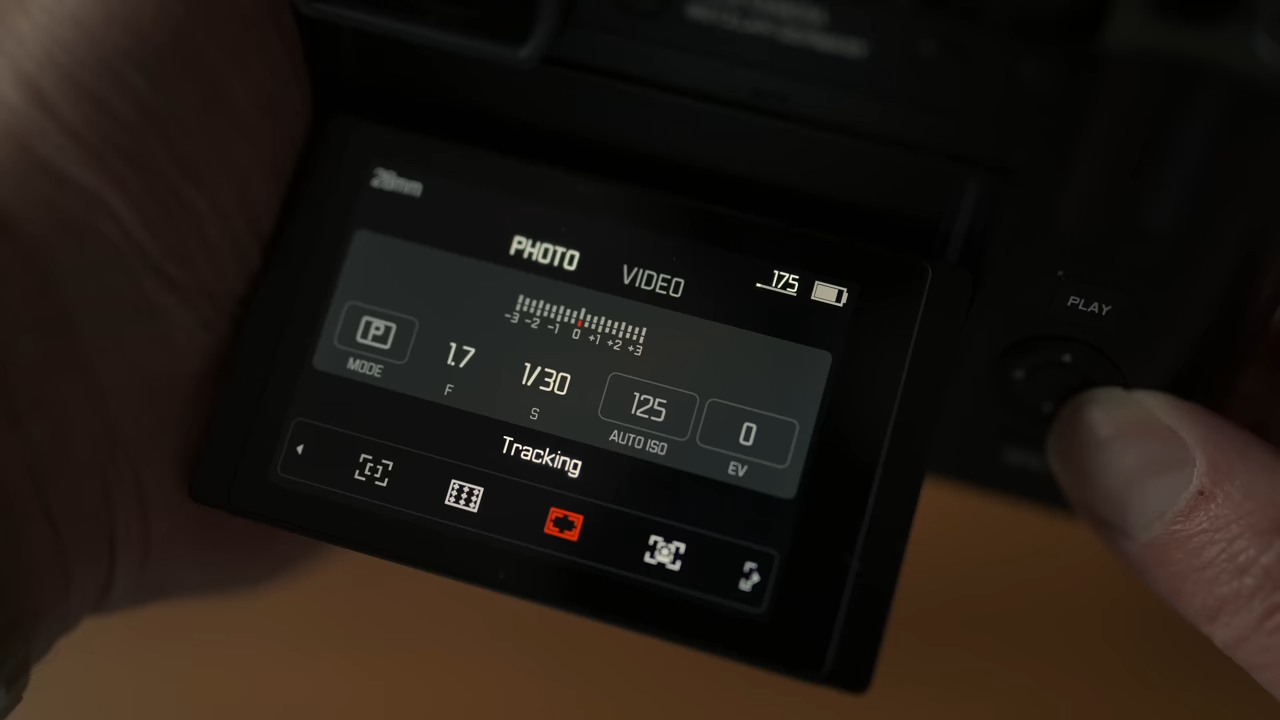 28mm
PHOTO VIDEO 175
-3 -2 -1 0 +1 +2 +3
P 1.7 1/30 125 0
MODE F S AUTO ISO EV
Tracking
PLAY